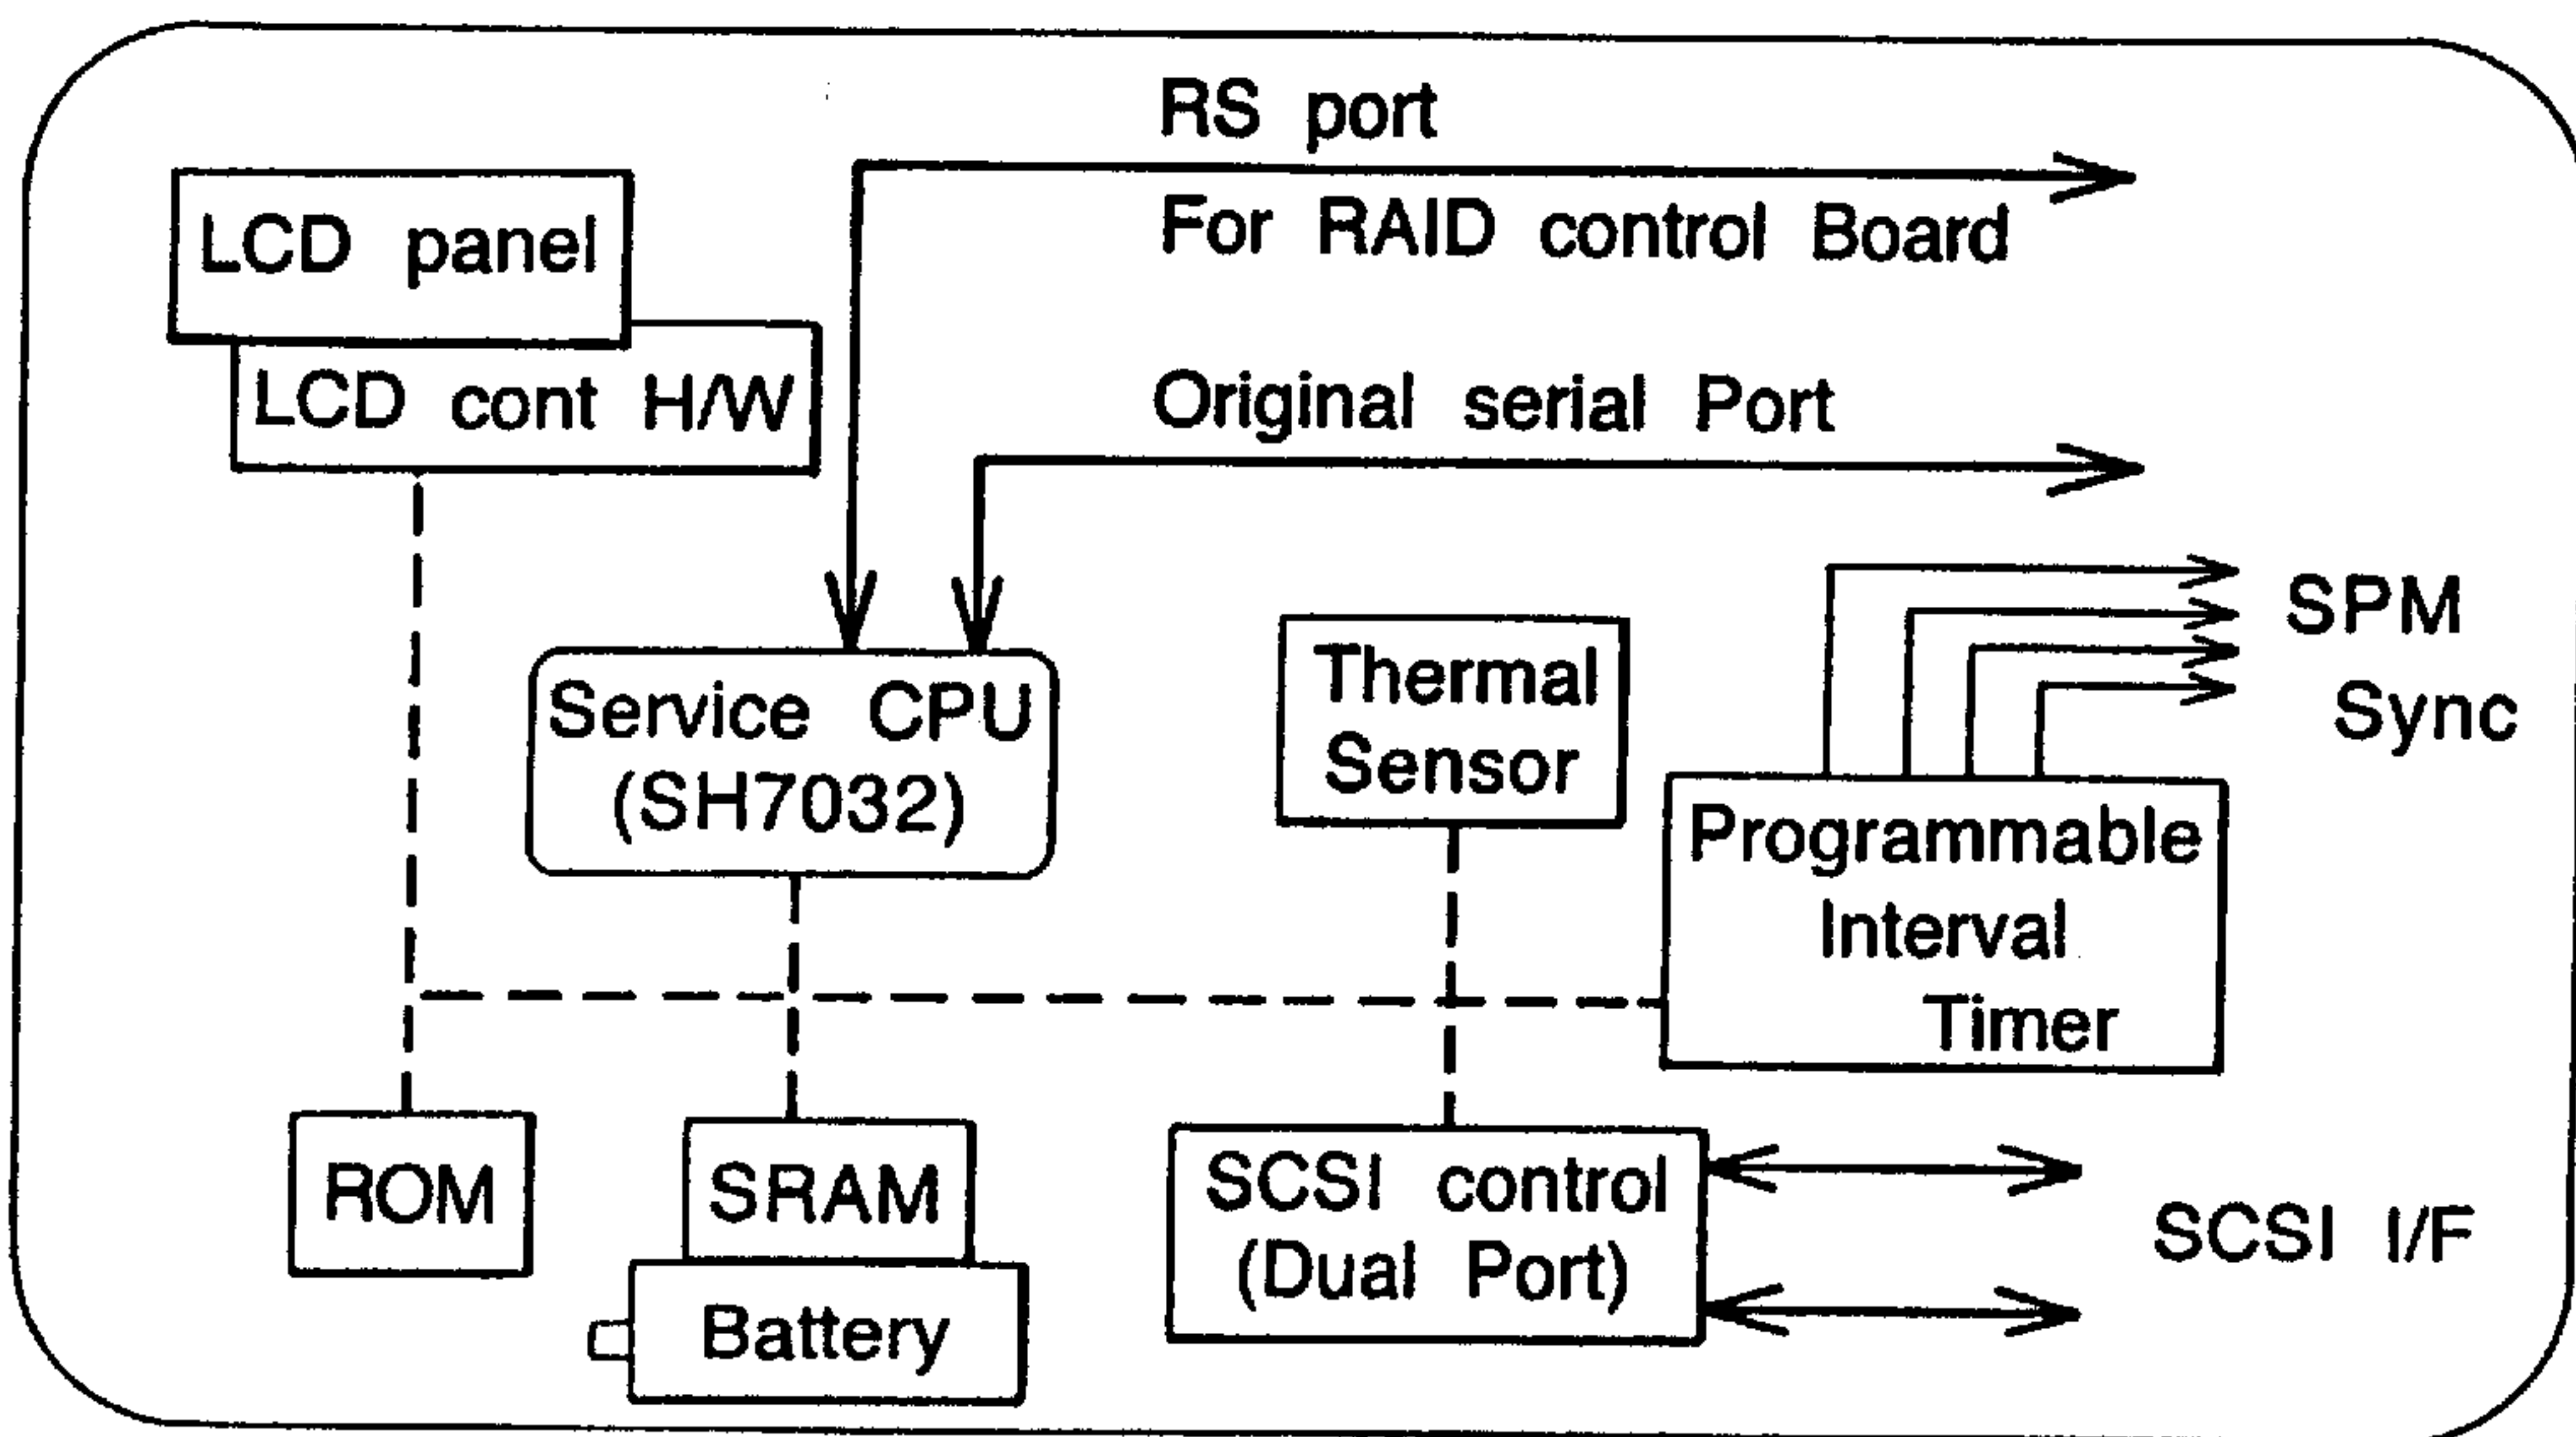 RS port
For RAID control Board
LCD panel
LCD cont H/W
Original serial Port
Service CPU
(SH7032)
Thermal
Sensor
SPM
Sync
Programmable
Interval
Timer
ROM
SRAM
Battery
SCSI control
(Dual Port)
SCSI I/F